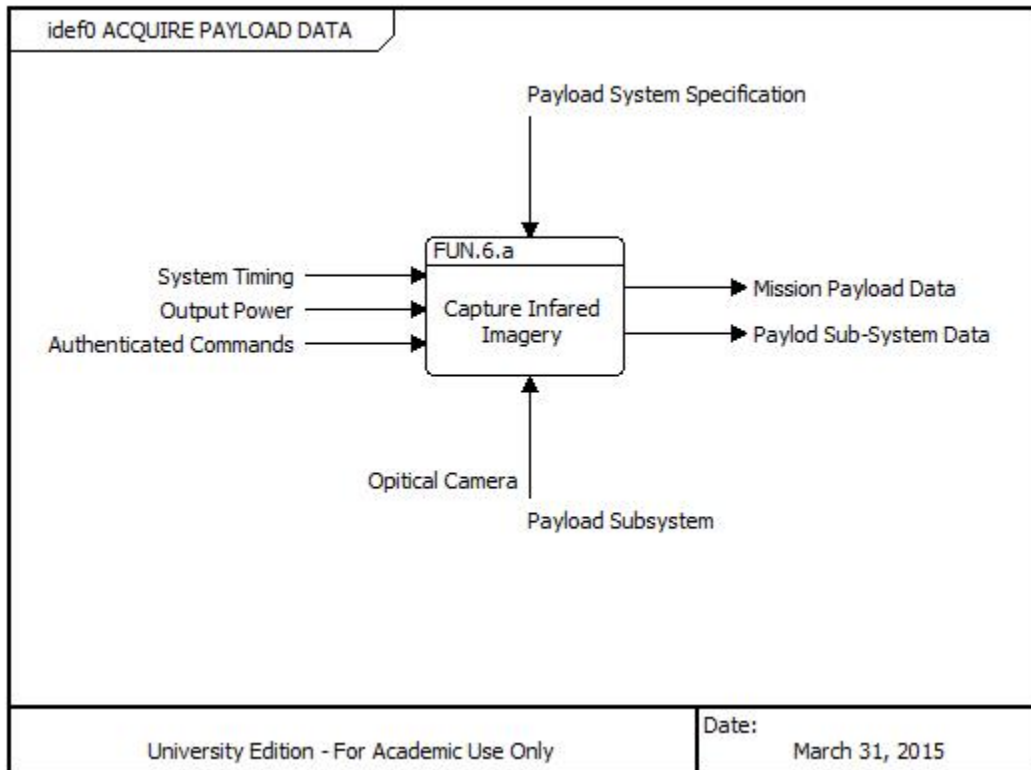 idef0 ACQUIRE PAYLOAD DATA
Payload System Specification
FUN.6.a
System Timing
Output Power
Authenticated Commands
Capture Infared
Imagery
Mission Payload Data
Paylod Sub-System Data
Opitical Camera
Payload Subsystem
University Edition - For Academic Use Only
Date:
March 31, 2015